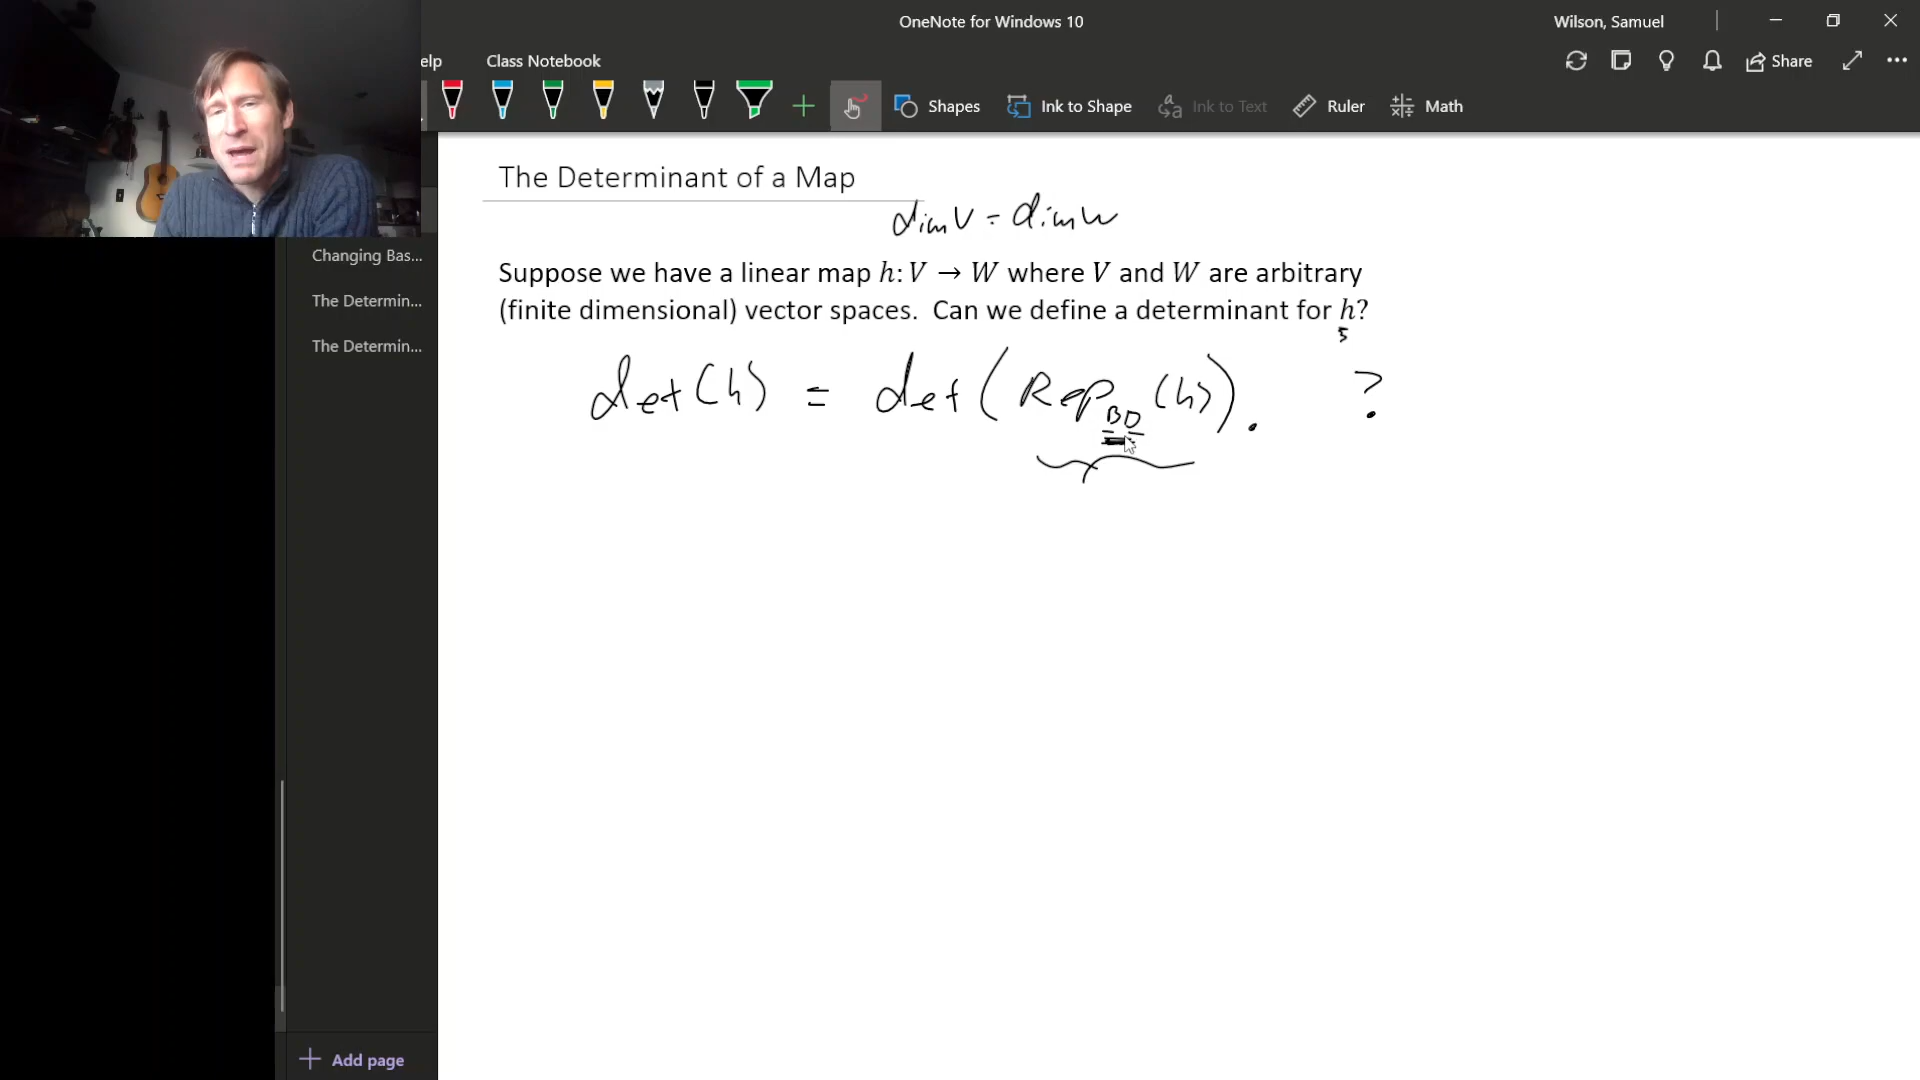 OneNote for Windows 10
Wilson, Samuel
elp
Class Notebook
Share
Shapes
Ink to Shape
Ink to Text
Ruler
Math
The Determinant of a Map
dim V = dim W
Suppose we have a linear map h: V → W where V and W are arbitrary
(finite dimensional) vector spaces. Can we define a determinant for h?
det(h) = det(Rep_{B,D}(h)). ?
Changing Bas...
The Determin...
The Determin...
Add page